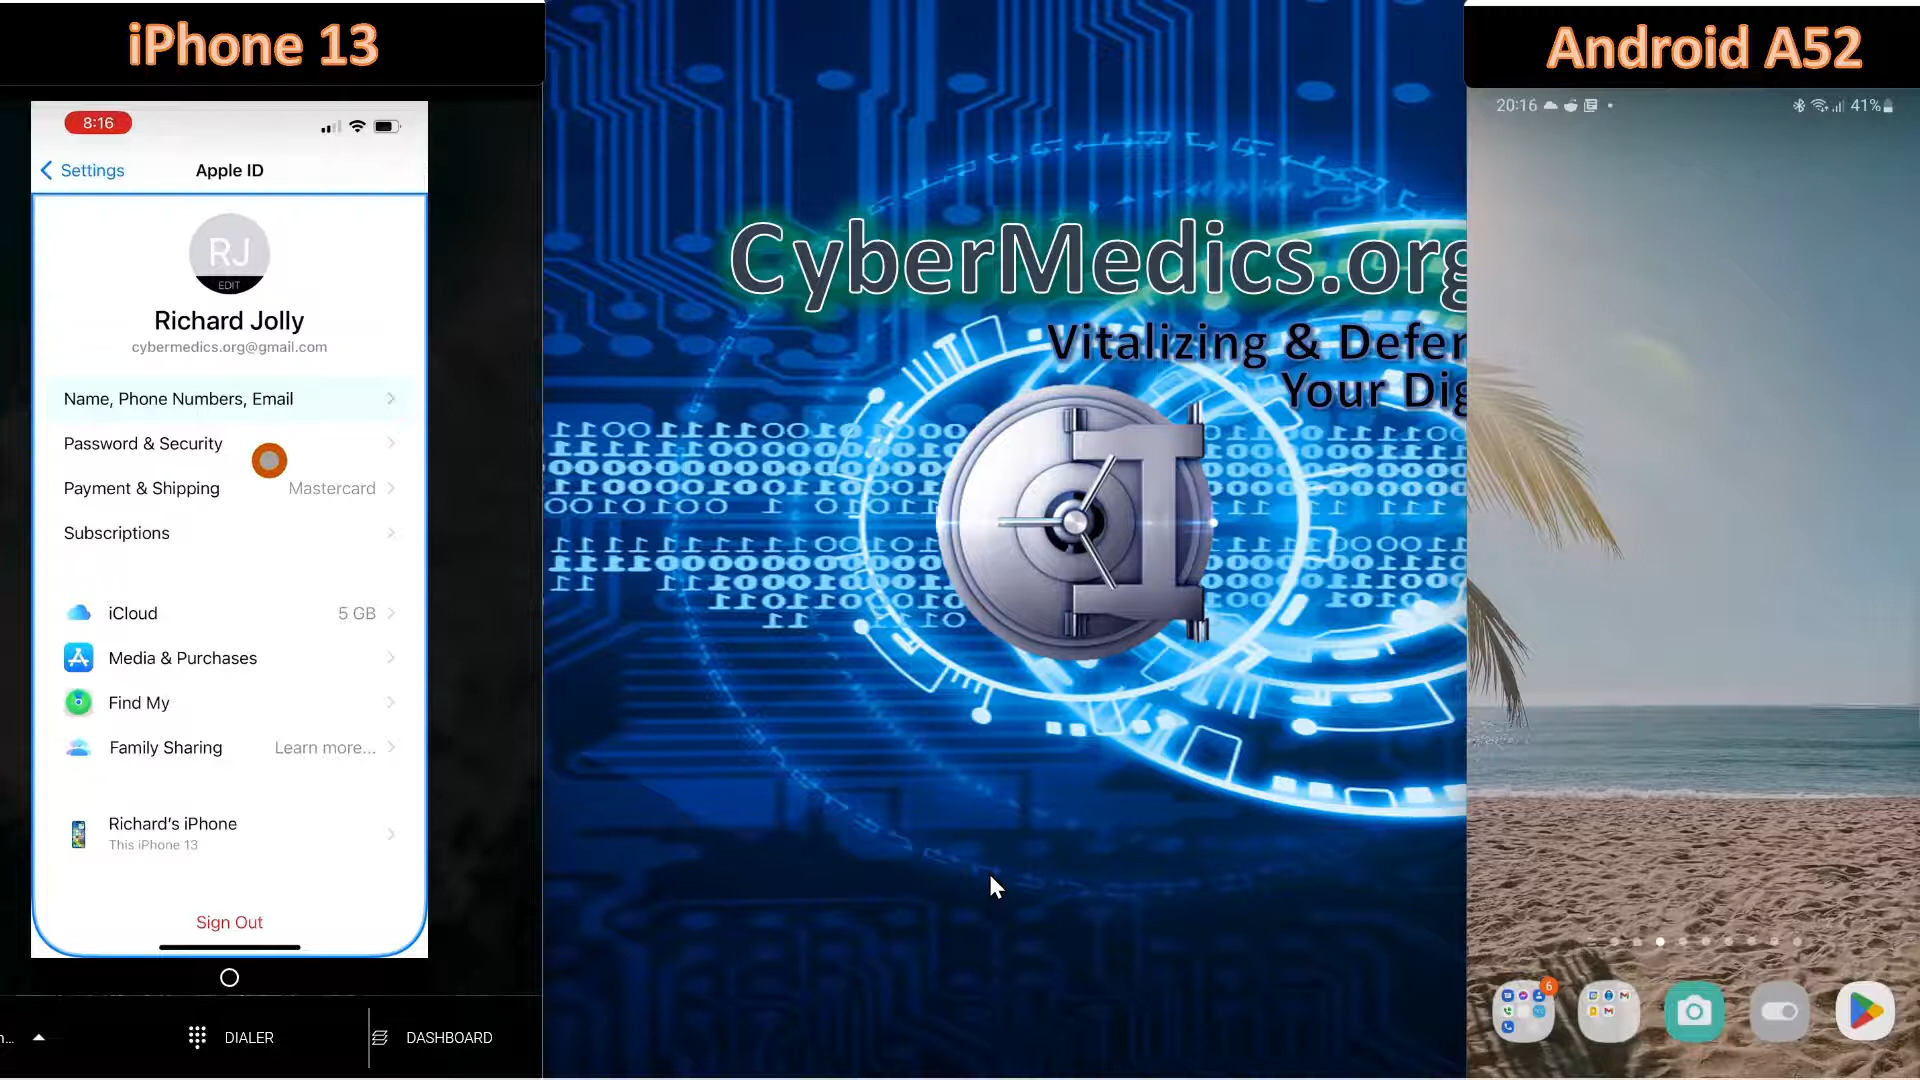 iPhone 13
8:16
Settings
Apple ID
RJ
EDIT
Richard Jolly
cybermedics.org@gmail.com
Name, Phone Numbers, Email
Password & Security
Payment & Shipping Mastercard
Subscriptions
iCloud 5 GB
Media & Purchases
Find My
Family Sharing Learn more...
Richard's iPhone
This iPhone 13
Sign Out
DIALER
DASHBOARD
CyberMedics.org
Vitalizing & Defen
Your Dig
Android A52
20:16
41%
6